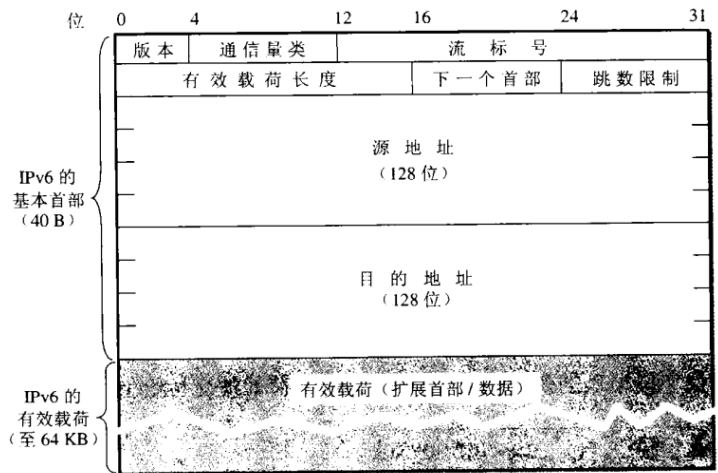 位 0 4 12 16 24 31
版本 通信量类 流标号
有效载荷长度 下一个首部 跳数限制
源地址
（128 位）
IPv6 的
基本首部
（40 B）
目的地址
（128 位）
IPv6 的
有效载荷
（至 64 KB）
有效载荷（扩展首部 / 数据）